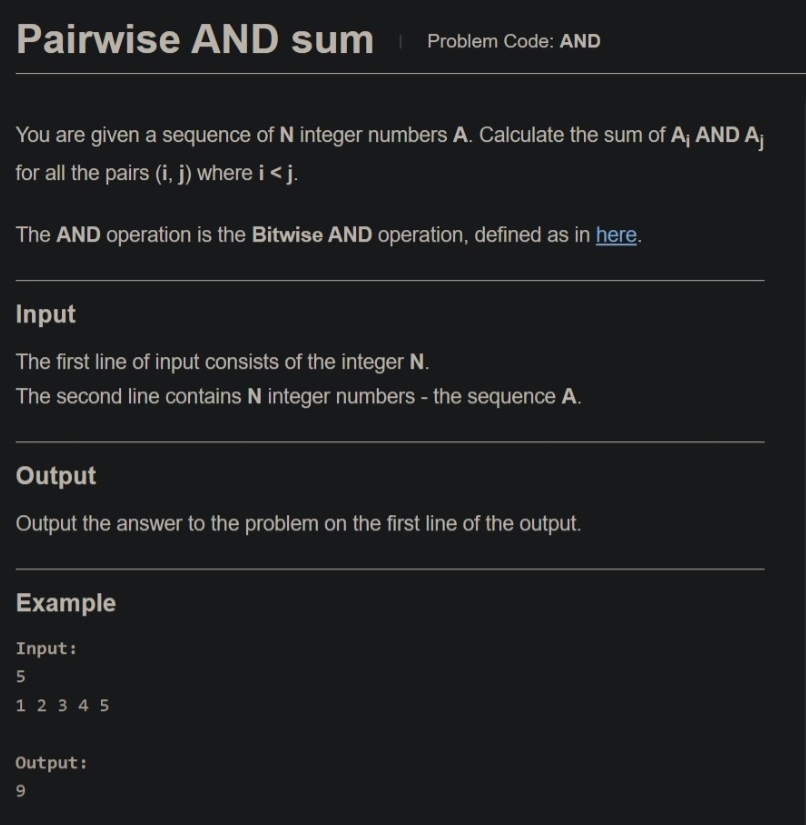 Pairwise AND sum | Problem Code: AND
You are given a sequence of N integer numbers A. Calculate the sum of Ai AND Aj
for all the pairs (i, j) where i < j.
The AND operation is the Bitwise AND operation, defined as in here.
Input
The first line of input consists of the integer N.
The second line contains N integer numbers - the sequence A.
Output
Output the answer to the problem on the first line of the output.
Example
Input:
5
1 2 3 4 5
Output:
9